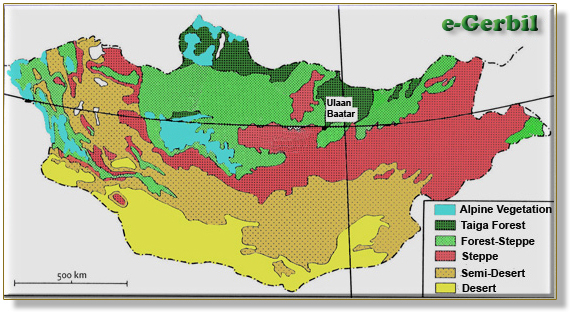 e-Gerbil
Ulaan
Baatar
Alpine Vegetation
Taiga Forest
Forest-Steppe
Steppe
Semi-Desert
Desert
500 km